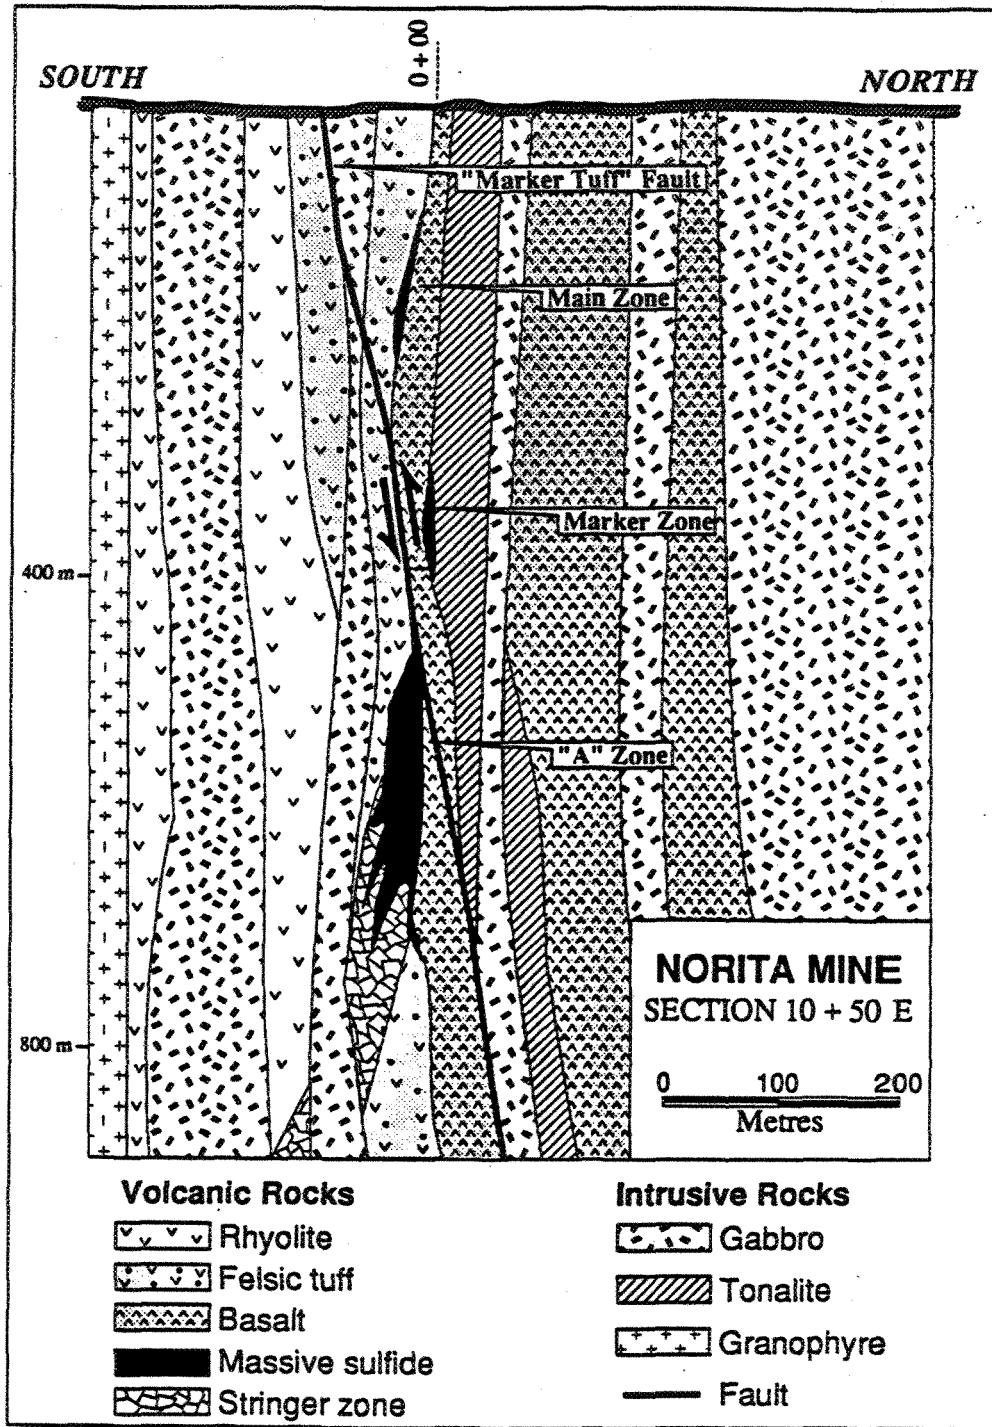 0 + 00
SOUTH
NORTH
"Marker Tuff" Fault
Main Zone
Marker Zone
400 m
"A" Zone
NORITA MINE
SECTION 10 + 50 E
800 m
0 100 200
Metres
Volcanic Rocks
Rhyolite
Felsic tuff
Basalt
Massive sulfide
Stringer zone
Intrusive Rocks
Gabbro
Tonalite
Granophyre
Fault